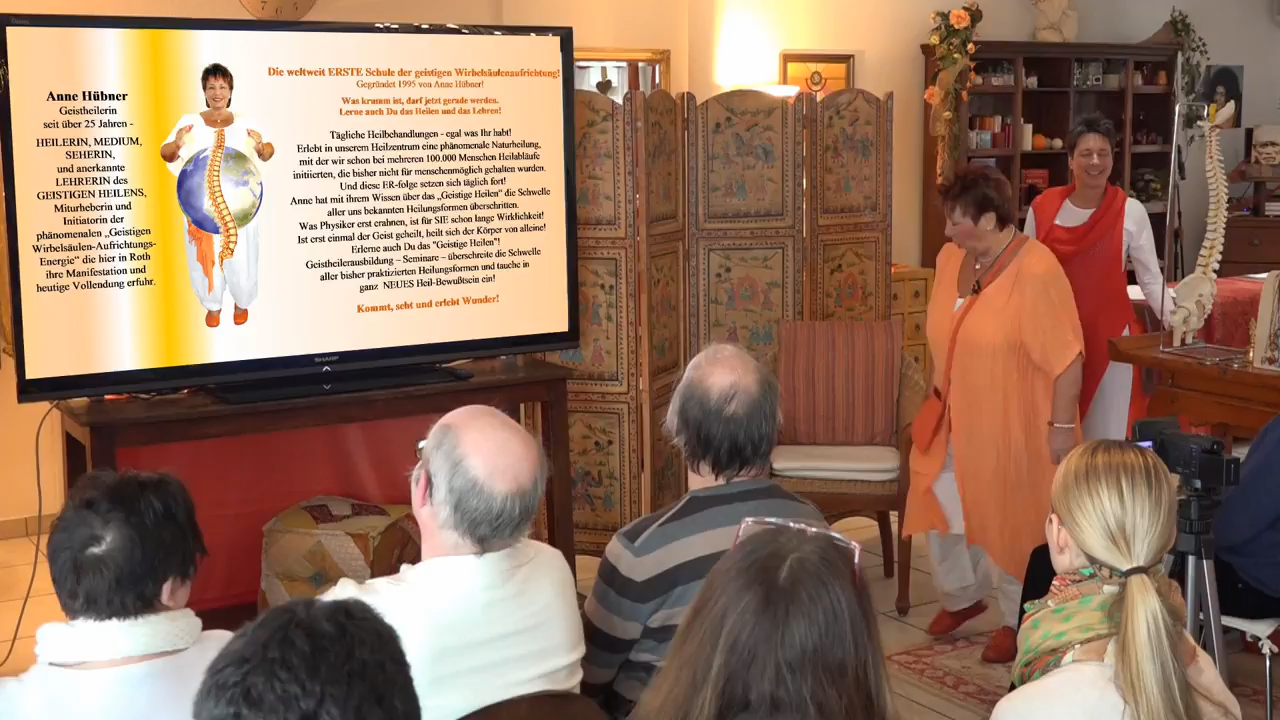 Anne Hübner
Geistheilerin
seit über 25 Jahren -
HEILERIN, MEDIUM,
SEHERIN,
und anerkannte
LEHRERIN des
GEISTIGEN HEILENS,
Miturheberin und
Initiatorin der
phänomenalen „Geistigen
Wirbelsäulen-Aufrichtungs-
Energie“ die hier in Roth
ihre Manifestation und
heutige Vollendung erfuhr.
Die weltweit ERSTE Schule der geistigen Wirbelsäulenaufrichtung!
Gegründet 1995 von Anne Hübner!
Was krumm ist, darf jetzt gerade werden.
Lerne auch Du das Heilen und das Lehren!
Tägliche Heilbehandlungen - egal was Ihr habt!
Erlebt in unserem Heilzentrum eine phänomenale Naturheilung,
mit der wir schon bei mehreren 100.000 Menschen Heilabläufe
initiierten, die bisher nicht für menschenmöglich gehalten wurden.
Und diese ER-folge setzen sich täglich fort!
Anne hat mit ihrem Wissen über das „Geistige Heilen“ die Schwelle
aller uns bekannten Heilungsformen überschritten.
Was Physiker erst erahnen, ist für SIE schon lange Wirklichkeit!
Ist erst einmal der Geist geheilt, heilt sich der Körper von alleine!
Erlerne auch Du das "Geistige Heilen"!
Geistheilerausbildung – Seminare – überschreite die Schwelle
aller bisher praktizierten Heilungsformen und tauche in
ganz NEUES Heil-Bewußtsein ein!
Kommt, seht und erlebt Wunder!
SHARP